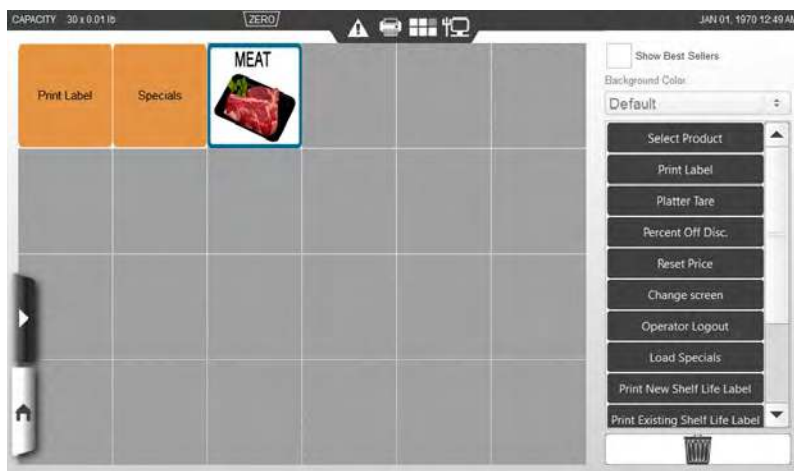 CAPACITY 30 x 0.01 lb
ZERO
JAN 01, 1970 12:49 AM
Print Label
Specials
MEAT
Show Best Sellers
Background Color
Default
Select Product
Print Label
Platter Tare
Percent Off Disc.
Reset Price
Change screen
Operator Logout
Load Specials
Print New Shelf Life Label
Print Existing Shelf Life Label